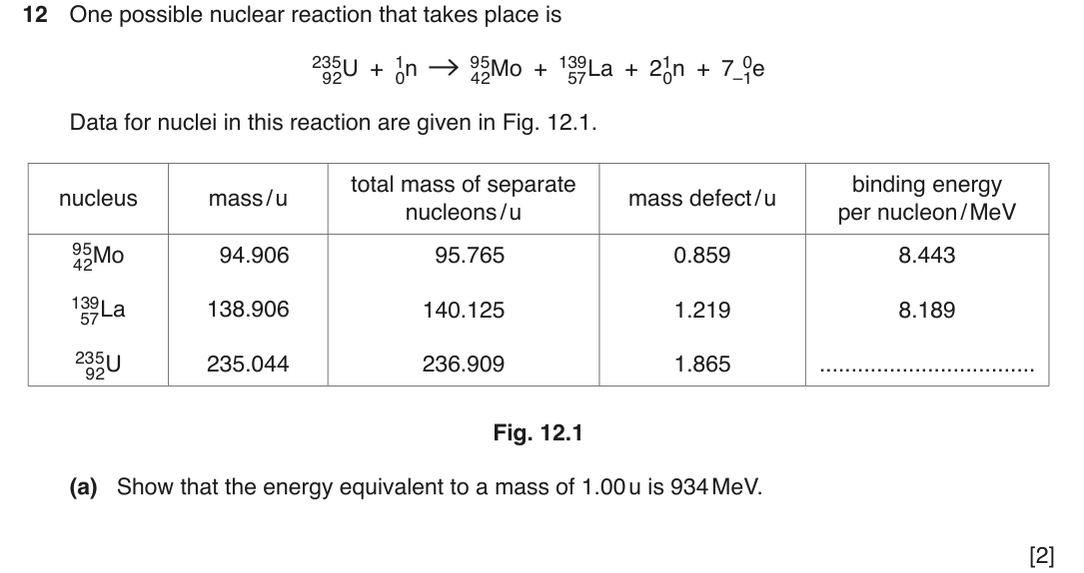 12 One possible nuclear reaction that takes place is
²³⁵₉₂U + ¹₀n → ⁹⁵₄₂Mo + ¹³⁹₅₇La + 2¹₀n + 7⁰₋₁e
Data for nuclei in this reaction are given in Fig. 12.1.
nucleus mass/u total mass of separate nucleons/u mass defect/u binding energy per nucleon/MeV
⁹⁵₄₂Mo 94.906 95.765 0.859 8.443
¹³⁹₅₇La 138.906 140.125 1.219 8.189
²³⁵₉₂U 235.044 236.909 1.865 ..................................
Fig. 12.1
(a) Show that the energy equivalent to a mass of 1.00u is 934MeV.
[2]